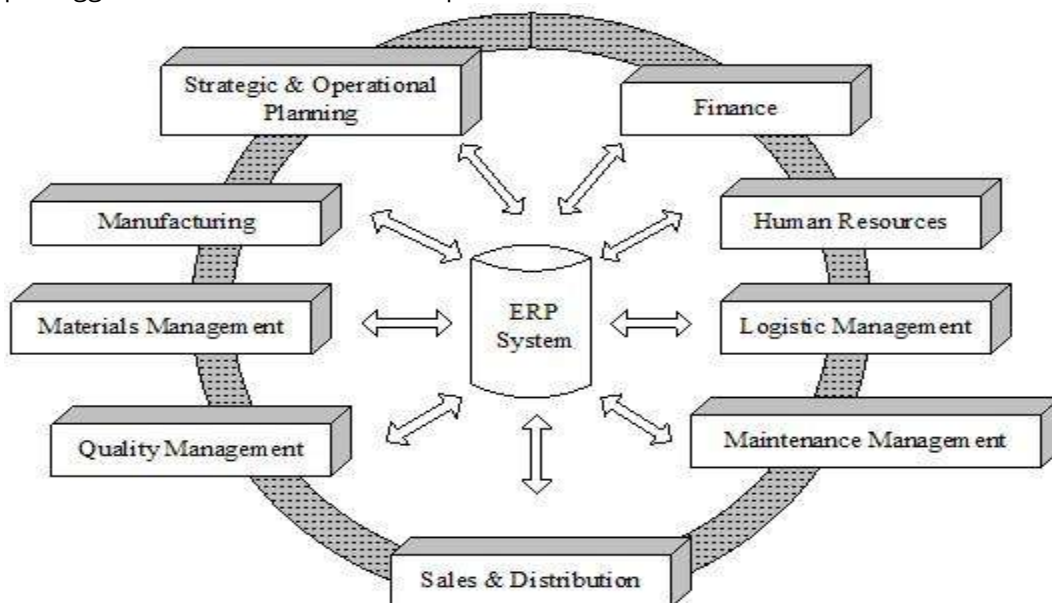 Strategic & Operational
Planning
Finance
Manufacturing
Human Resources
Materials Management
ERP
System
Logistic Management
Quality Management
Maintenance Management
Sales & Distribution